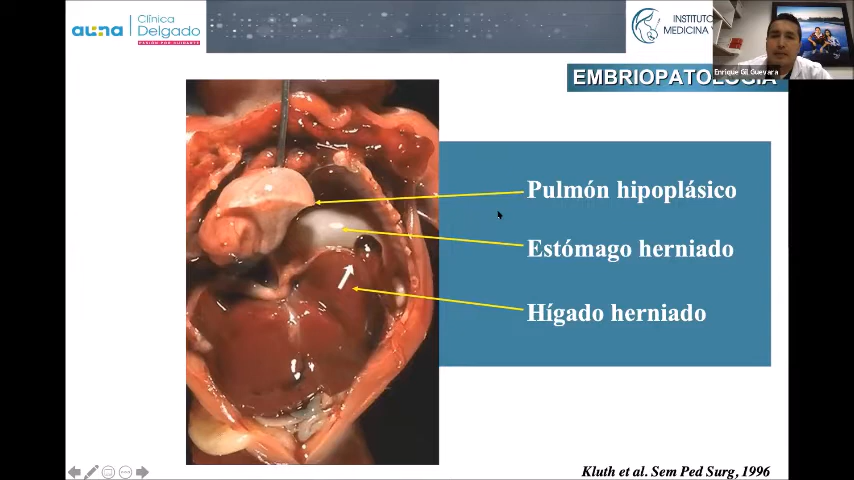 auna
Clínica
Delgado
PASIÓN POR CUIDARTE
INSTITUTO
MEDICINA Y
Enrique Gil Guevara
EMBRIOPATOLOGÍA
Pulmón hipoplásico
Estómago herniado
Hígado herniado
Kluth et al. Sem Ped Surg, 1996